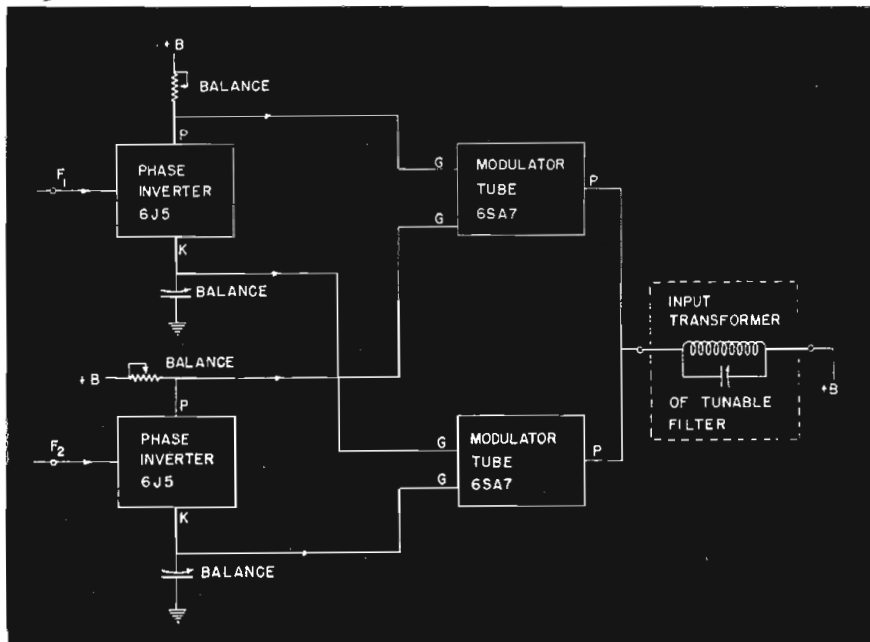 +B
BALANCE
P
PHASE
INVERTER
6J5
F1
K
BALANCE
G
MODULATOR
TUBE
6SA7
G
P
INPUT
TRANSFORMER
OF TUNABLE
FILTER
+B
BALANCE
+B
P
PHASE
INVERTER
6J5
F2
K
BALANCE
G
MODULATOR
TUBE
6SA7
G
P